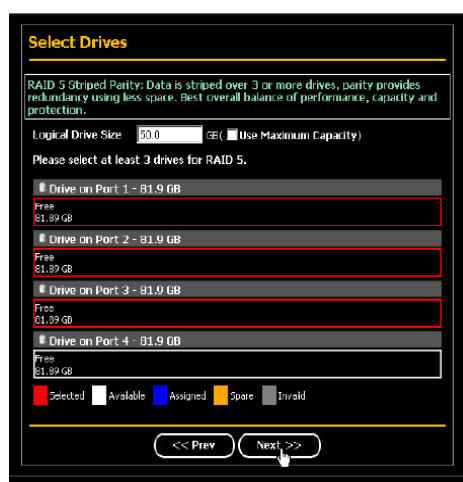 Select Drives
RAID 5 Striped Parity: Data is striped over 3 or more drives, parity provides
redundancy using less space. Best overall balance of performance, capacity and
protection.
Logical Drive Size 50.0 GB( Use Maximum Capacity)
Please select at least 3 drives for RAID 5.
Drive on Port 1 - 81.9 GB
Free
81.89 GB
Drive on Port 2 - 81.9 GB
Free
81.89 GB
Drive on Port 3 - 81.9 GB
Free
81.89 GB
Drive on Port 4 - 81.9 GB
Free
81.89 GB
Selected Available Assigned Spare Invalid
<< Prev Next >>